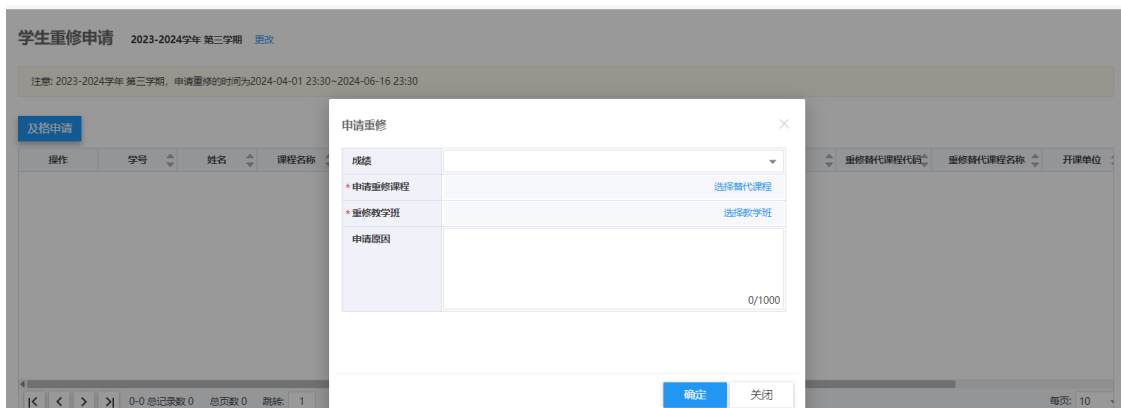 学生重修申请 2023-2024学年 第三学期 更改
注意: 2023-2024学年 第三学期, 申请重修的时间为2024-04-01 23:30~2024-06-16 23:30
及格申请
操作 学号 姓名 课程名称 重修替代课程代码 重修替代课程名称 开课单位
申请重修
成绩
* 申请重修课程 选择替代课程
* 重修教学班 选择教学班
申请原因
0/1000
确定 关闭
0-0 总记录数 0 总页数 0 跳转: 1 每页: 10